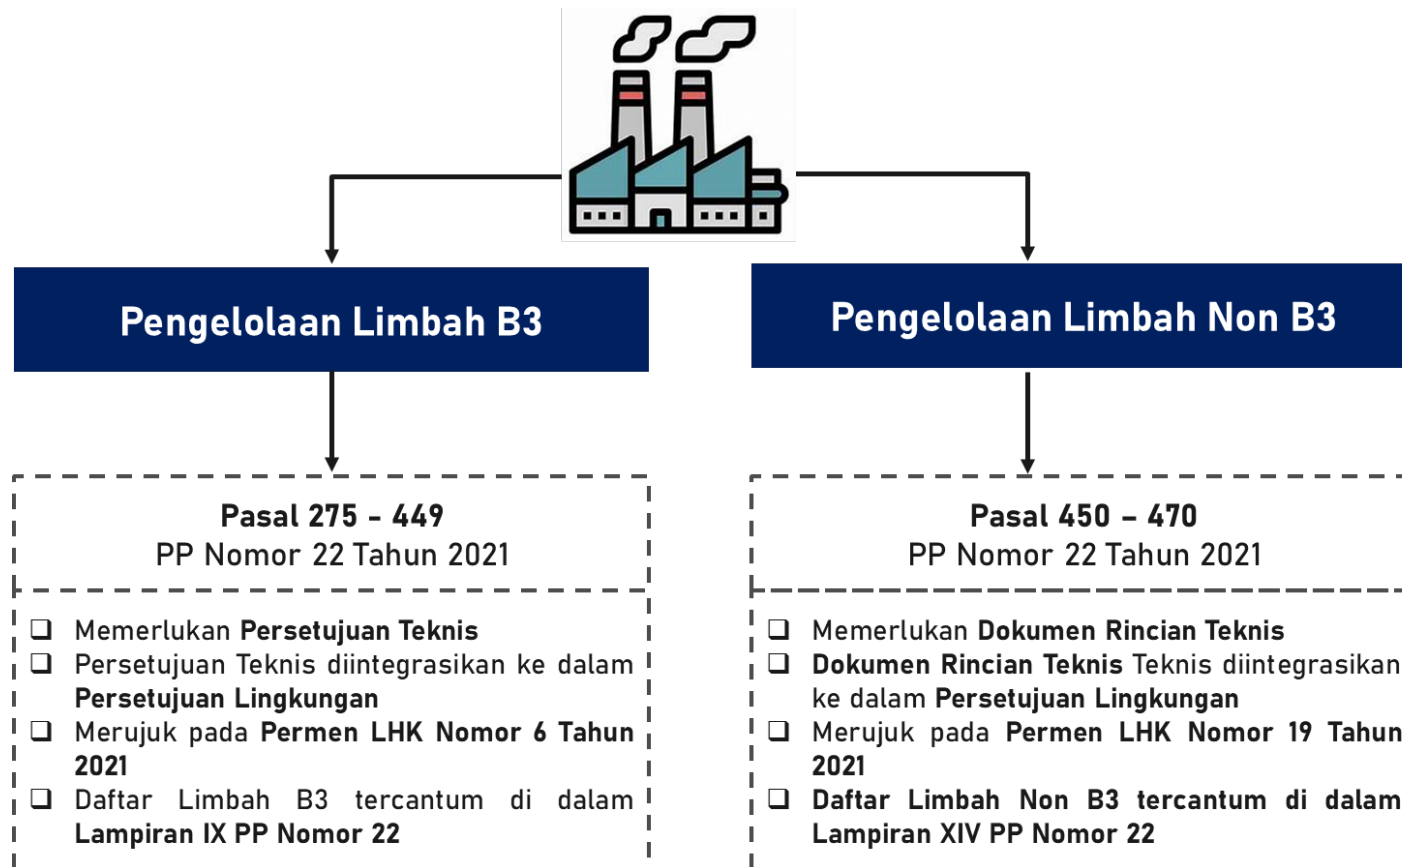 Pengelolaan Limbah B3
Pasal 275 - 449
PP Nomor 22 Tahun 2021
❑ Memerlukan Persetujuan Teknis
❑ Persetujuan Teknis diintegrasikan ke dalam
Persetujuan Lingkungan
❑ Merujuk pada Permen LHK Nomor 6 Tahun
2021
❑ Daftar Limbah B3 tercantum di dalam
Lampiran IX PP Nomor 22
Pengelolaan Limbah Non B3
Pasal 450 – 470
PP Nomor 22 Tahun 2021
❑ Memerlukan Dokumen Rincian Teknis
❑ Dokumen Rincian Teknis Teknis diintegrasikan
ke dalam Persetujuan Lingkungan
❑ Merujuk pada Permen LHK Nomor 19 Tahun
2021
❑ Daftar Limbah Non B3 tercantum di dalam
Lampiran XIV PP Nomor 22